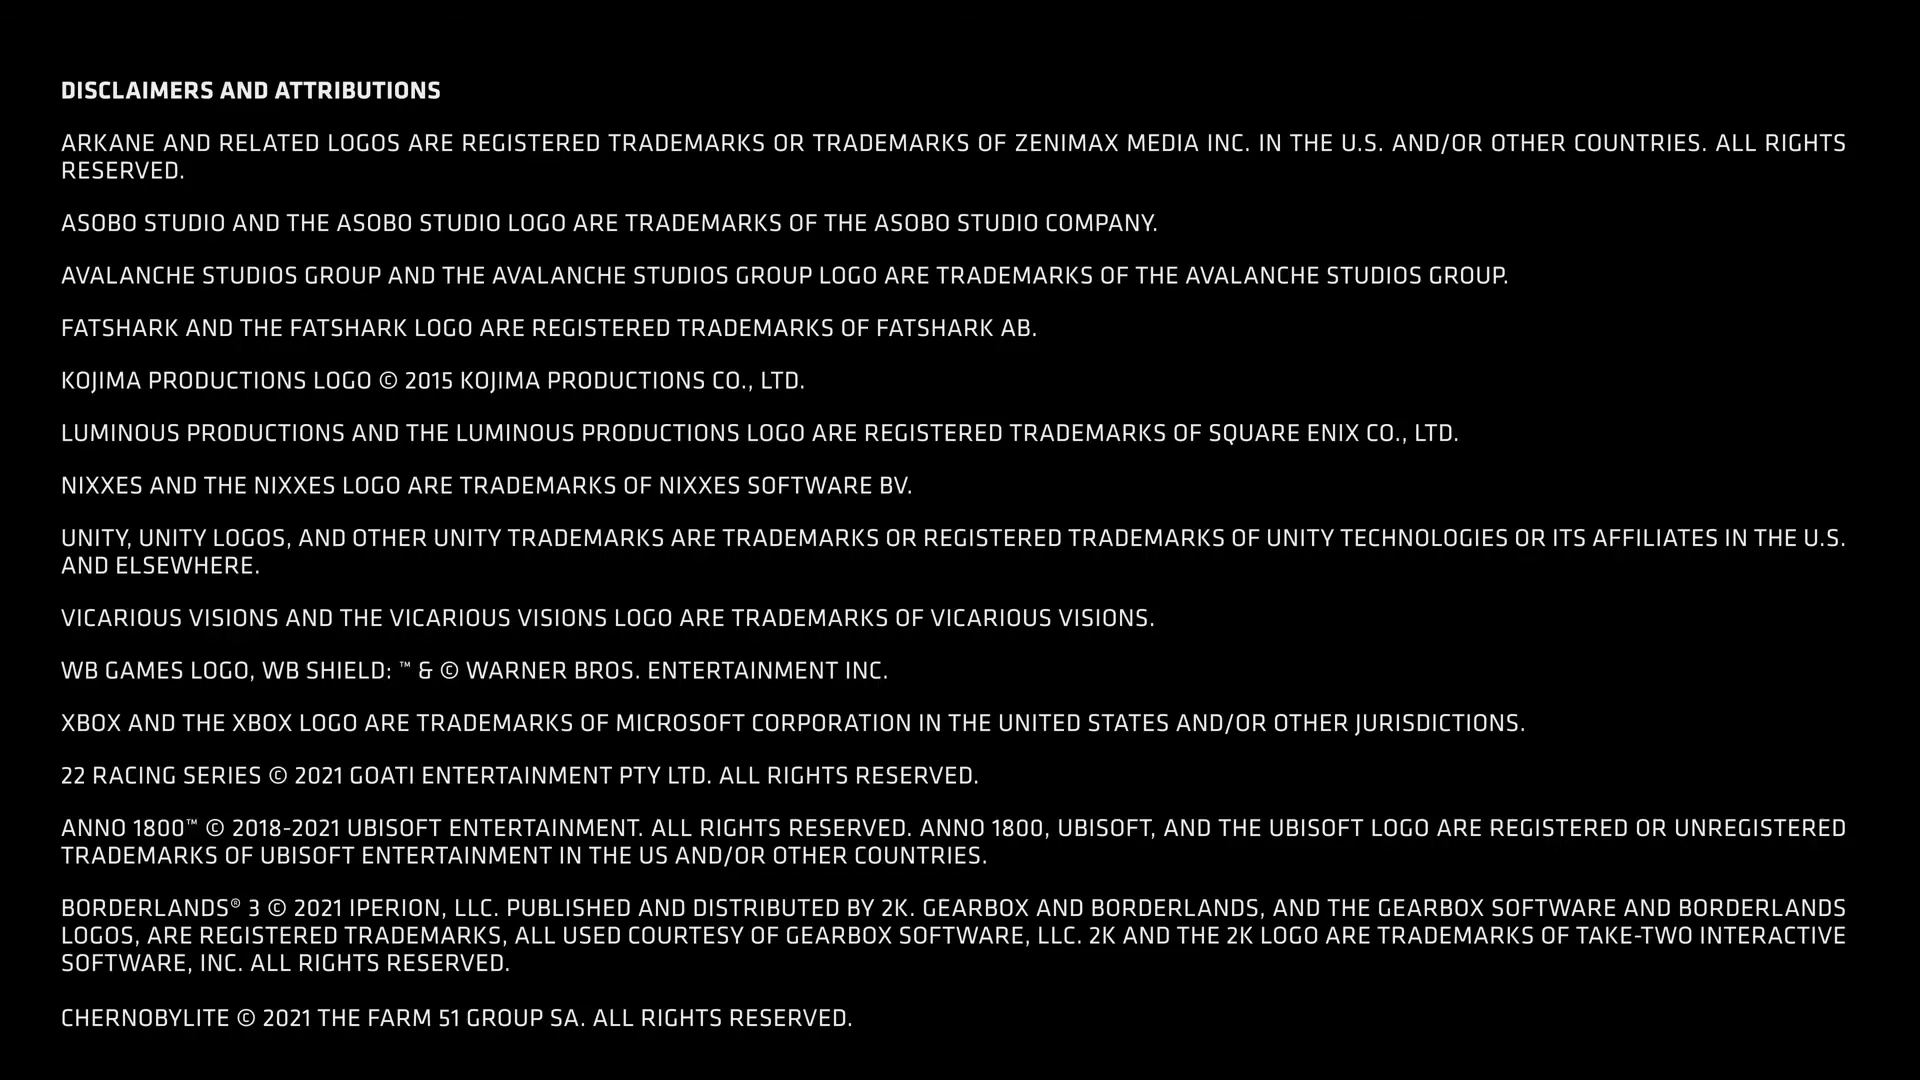 DISCLAIMERS AND ATTRIBUTIONS
ARKANE AND RELATED LOGOS ARE REGISTERED TRADEMARKS OR TRADEMARKS OF ZENIMAX MEDIA INC. IN THE U.S. AND/OR OTHER COUNTRIES. ALL RIGHTS
RESERVED.
ASOBO STUDIO AND THE ASOBO STUDIO LOGO ARE TRADEMARKS OF THE ASOBO STUDIO COMPANY.
AVALANCHE STUDIOS GROUP AND THE AVALANCHE STUDIOS GROUP LOGO ARE TRADEMARKS OF THE AVALANCHE STUDIOS GROUP.
FATSHARK AND THE FATSHARK LOGO ARE REGISTERED TRADEMARKS OF FATSHARK AB.
KOJIMA PRODUCTIONS LOGO © 2015 KOJIMA PRODUCTIONS CO., LTD.
LUMINOUS PRODUCTIONS AND THE LUMINOUS PRODUCTIONS LOGO ARE REGISTERED TRADEMARKS OF SQUARE ENIX CO., LTD.
NIXXES AND THE NIXXES LOGO ARE TRADEMARKS OF NIXXES SOFTWARE BV.
UNITY, UNITY LOGOS, AND OTHER UNITY TRADEMARKS ARE TRADEMARKS OR REGISTERED TRADEMARKS OF UNITY TECHNOLOGIES OR ITS AFFILIATES IN THE U.S.
AND ELSEWHERE.
VICARIOUS VISIONS AND THE VICARIOUS VISIONS LOGO ARE TRADEMARKS OF VICARIOUS VISIONS.
WB GAMES LOGO, WB SHIELD: ™ & © WARNER BROS. ENTERTAINMENT INC.
XBOX AND THE XBOX LOGO ARE TRADEMARKS OF MICROSOFT CORPORATION IN THE UNITED STATES AND/OR OTHER JURISDICTIONS.
22 RACING SERIES © 2021 GOATI ENTERTAINMENT PTY LTD. ALL RIGHTS RESERVED.
ANNO 1800™ © 2018-2021 UBISOFT ENTERTAINMENT. ALL RIGHTS RESERVED. ANNO 1800, UBISOFT, AND THE UBISOFT LOGO ARE REGISTERED OR UNREGISTERED
TRADEMARKS OF UBISOFT ENTERTAINMENT IN THE US AND/OR OTHER COUNTRIES.
BORDERLANDS® 3 © 2021 IPERION, LLC. PUBLISHED AND DISTRIBUTED BY 2K. GEARBOX AND BORDERLANDS, AND THE GEARBOX SOFTWARE AND BORDERLANDS
LOGOS, ARE REGISTERED TRADEMARKS, ALL USED COURTESY OF GEARBOX SOFTWARE, LLC. 2K AND THE 2K LOGO ARE TRADEMARKS OF TAKE-TWO INTERACTIVE
SOFTWARE, INC. ALL RIGHTS RESERVED.
CHERNOBYLITE © 2021 THE FARM 51 GROUP SA. ALL RIGHTS RESERVED.